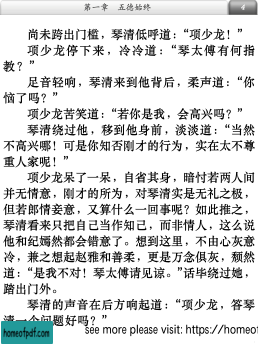 第一章 五德始终
4
尚未跨出门槛，琴清低呼道：“项少龙！”
项少龙停下来，冷冷道：“琴太傅有何指
教？”
足音轻响，琴清来到他背后，柔声道：“你
恼了吗？”
项少龙苦笑道：“若你是我，会高兴吗？”
琴清绕过他，移到他身前，淡淡道：“当然
不高兴哪！可是你知否刚才的行为，实在太不尊
重人家呢！”
项少龙呆了一呆，自省其身，暗忖若两人间
并无情意，刚才的所为，对琴清实是无礼之极，
但若郎情妾意，又算什么一回事呢？如此推之，
琴清看来只把自己当作知己，而非情人，这么说
他和纪嫣然都会错意了。想到这里，不由心灰意
冷，兼之想起赵雅和善柔，更是万念俱灰，颓然
道：“是我不对！琴太傅请见谅。”话毕绕过她，
踏出门外。
琴清的声音在后方响起道：“项少龙，答琴
清一个问题好吗？”
homeofpdf.com
see more please visit: https://homeof